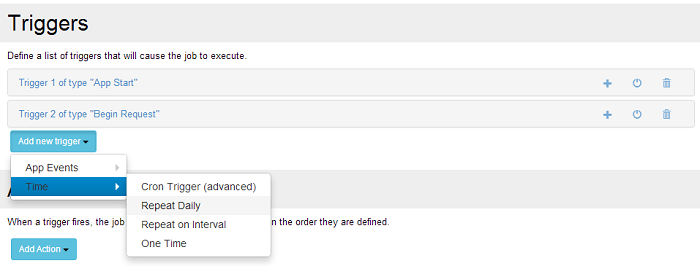 Triggers
Define a list of triggers that will cause the job to execute.
Trigger 1 of type "App Start"
Trigger 2 of type "Begin Request"
Add new trigger
App Events
Time
Cron Trigger (advanced)
Repeat Daily
Repeat on Interval
One Time
When a trigger fires, the job n the order they are defined.
Add Action